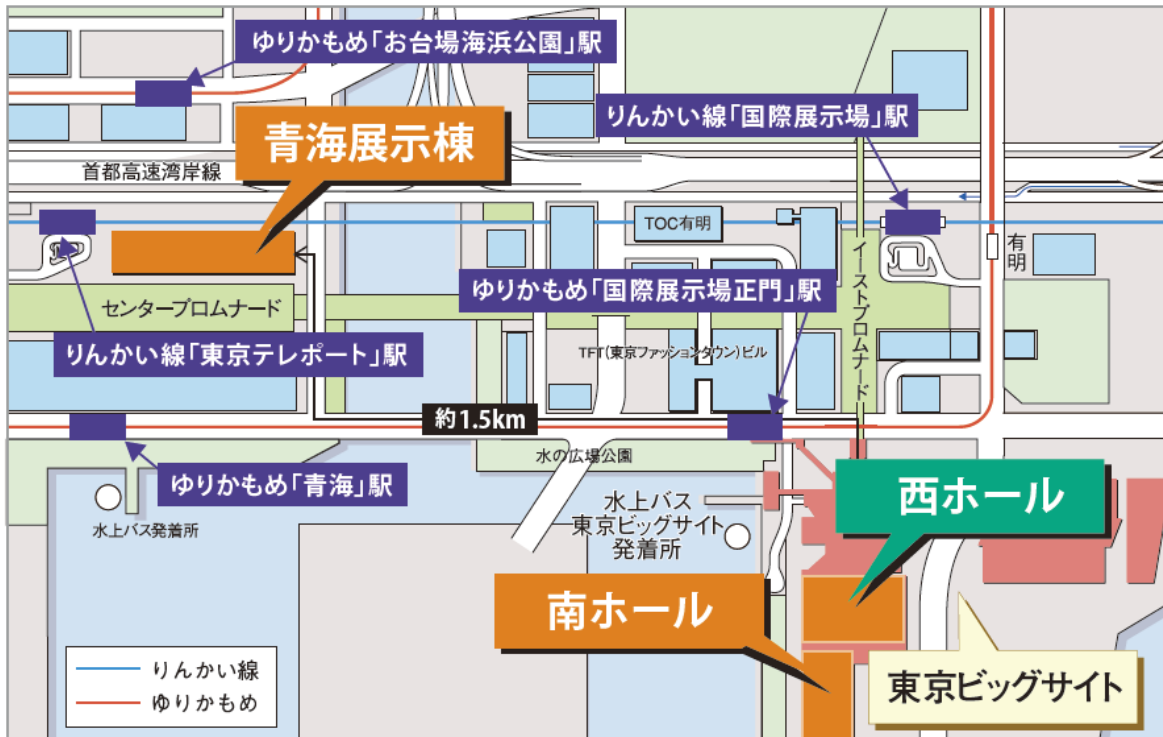 ゆりかもめ「お台場海浜公園」駅
りんかい線「国際展示場」駅
青海展示棟
首都高速湾岸線
TOC有明
有明
イーストプロムナード
ゆりかもめ「国際展示場正門」駅
センタープロムナード
りんかい線「東京テレポート」駅
TFT(東京ファッションタウン)ビル
約1.5km
水の広場公園
ゆりかもめ「青海」駅
西ホール
水上バス
東京ビッグサイト
発着所
水上バス発着所
南ホール
りんかい線
ゆりかもめ
東京ビッグサイト